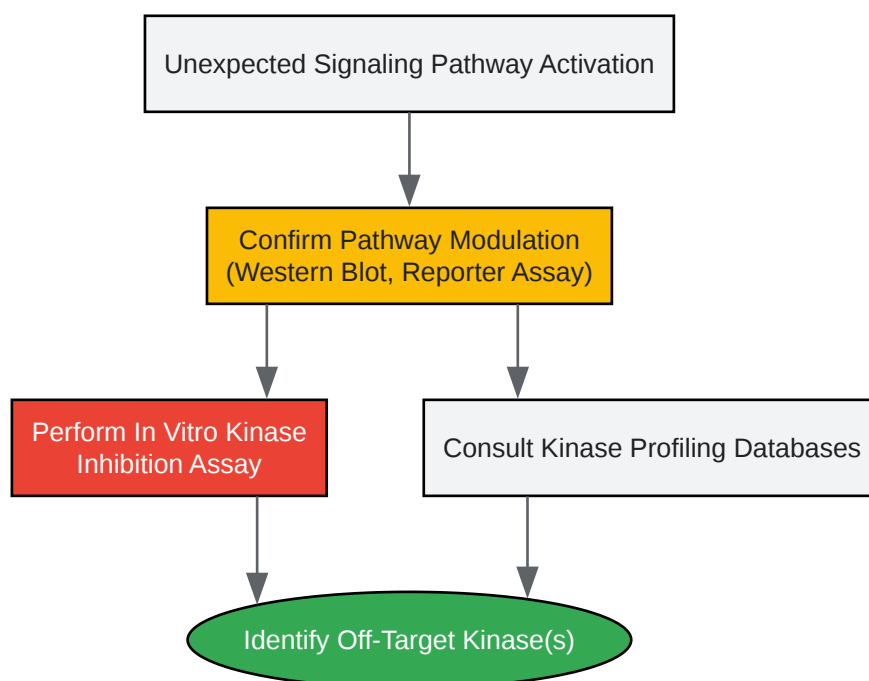 Unexpected Signaling Pathway Activation
Confirm Pathway Modulation
(Western Blot, Reporter Assay)
Perform In Vitro Kinase
Inhibition Assay
Consult Kinase Profiling Databases
Identify Off-Target Kinase(s)